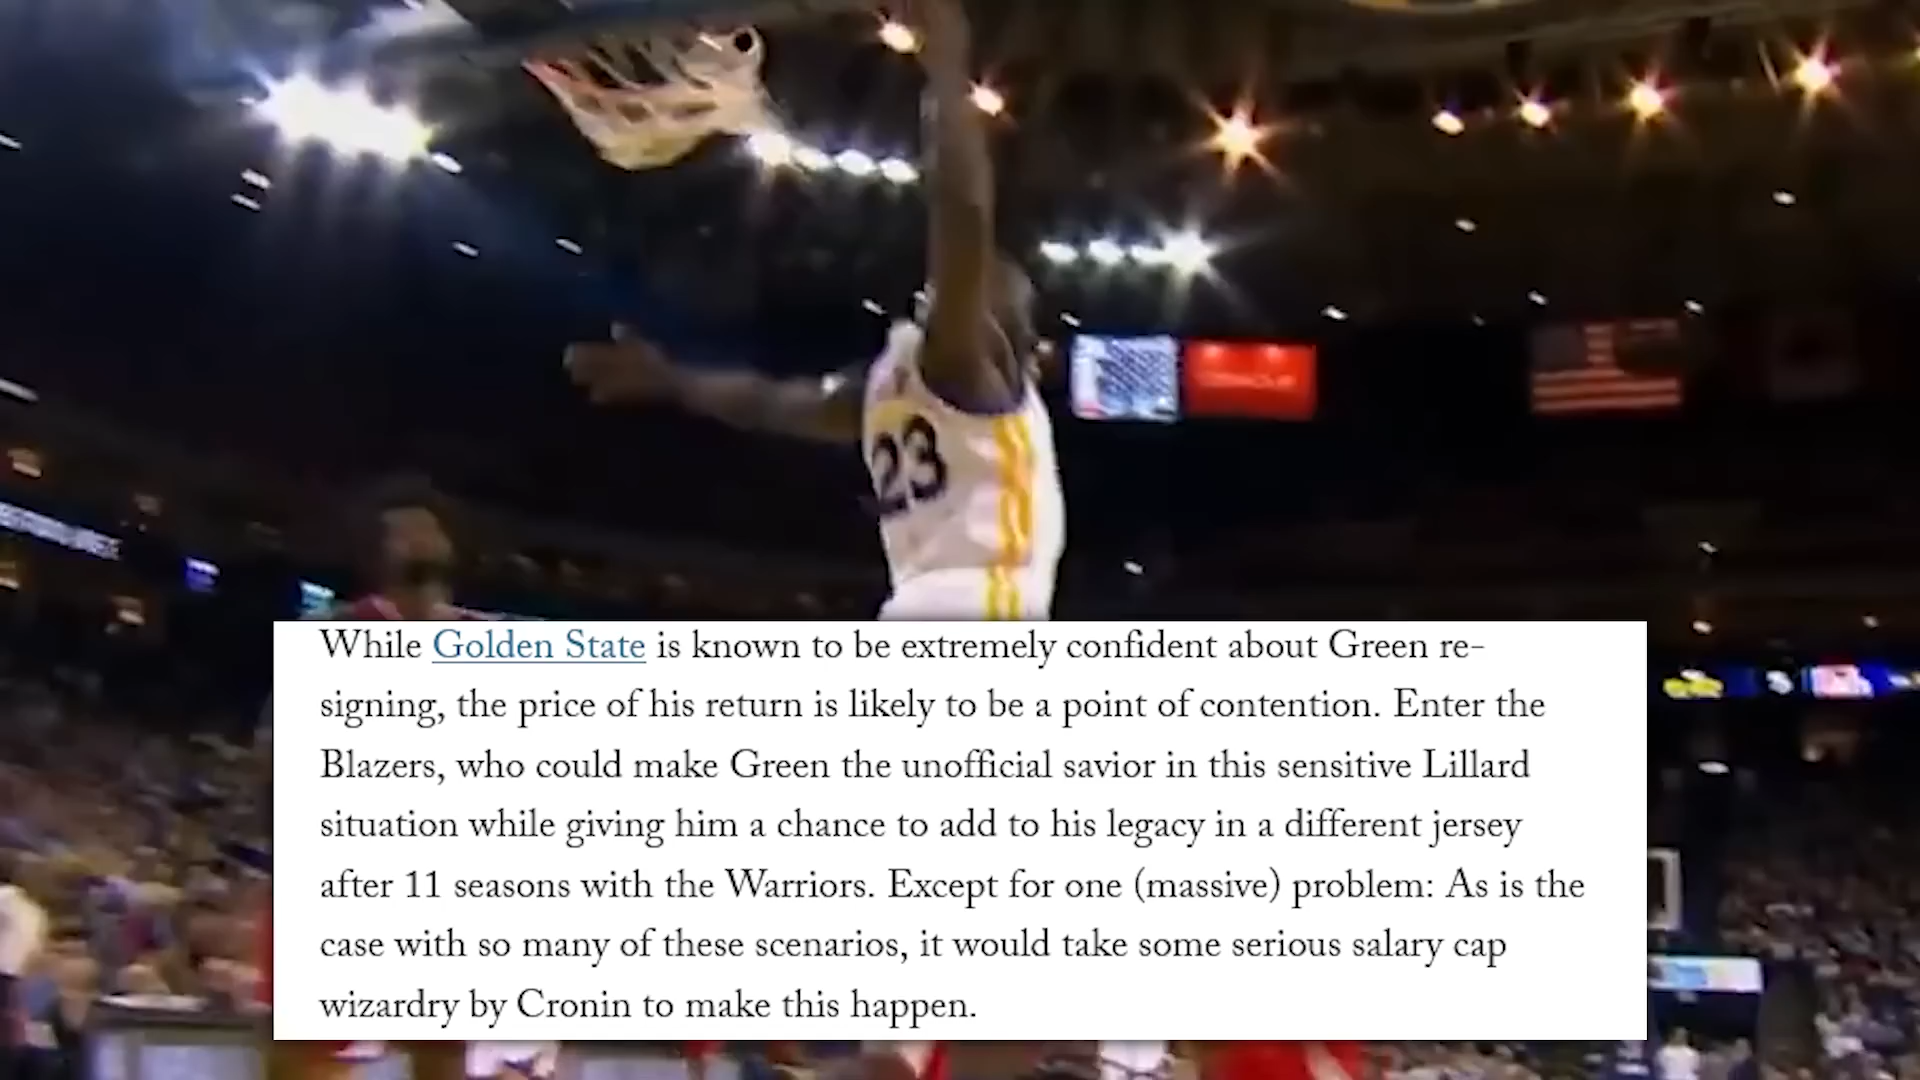 23
While Golden State is known to be extremely confident about Green re-
signing, the price of his return is likely to be a point of contention. Enter the
Blazers, who could make Green the unofficial savior in this sensitive Lillard
situation while giving him a chance to add to his legacy in a different jersey
after 11 seasons with the Warriors. Except for one (massive) problem: As is the
case with so many of these scenarios, it would take some serious salary cap
wizardry by Cronin to make this happen.